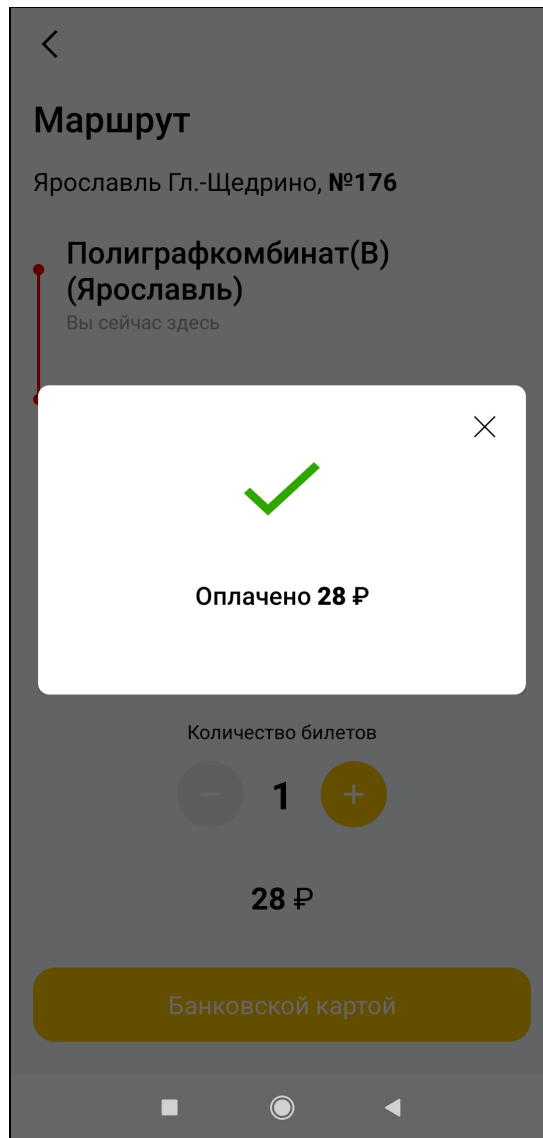 Маршрут
Ярославль Гл.-Щедрино, №176
Полиграфкомбинат(В)
(Ярославль)
Вы сейчас здесь
Оплачено 28 ₽
Количество билетов
1
28 ₽
Банковской картой